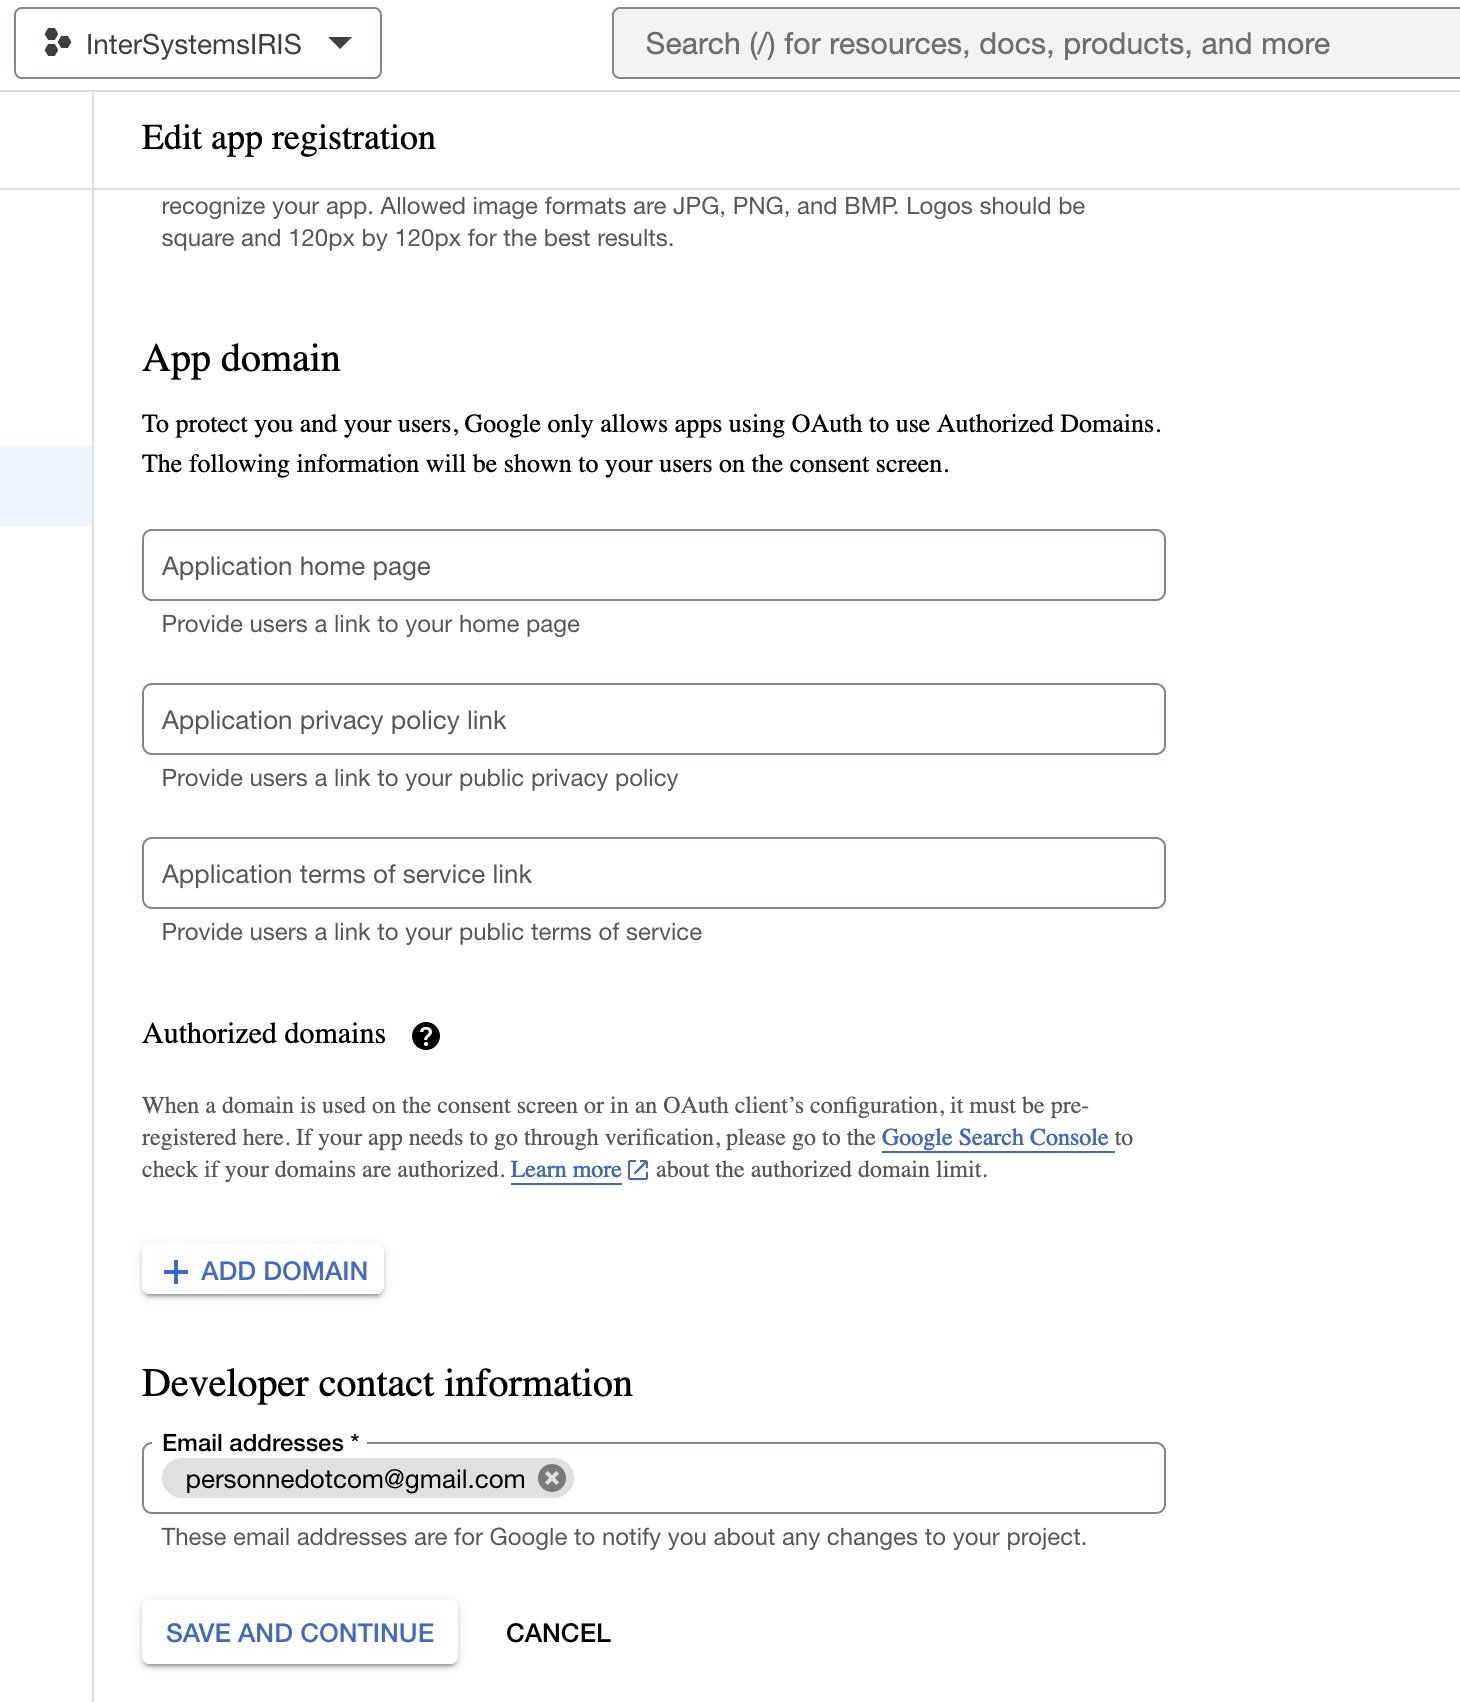 InterSystemsIRIS
Search (/) for resources, docs, products, and more
Edit app registration
recognize your app. Allowed image formats are JPG, PNG, and BMP. Logos should be
square and 120px by 120px for the best results.
App domain
To protect you and your users, Google only allows apps using OAuth to use Authorized Domains.
The following information will be shown to your users on the consent screen.
Application home page
Provide users a link to your home page
Application privacy policy link
Provide users a link to your public privacy policy
Application terms of service link
Provide users a link to your public terms of service
Authorized domains ?
When a domain is used on the consent screen or in an OAuth client’s configuration, it must be pre-
registered here. If your app needs to go through verification, please go to the Google Search Console to
check if your domains are authorized. Learn more about the authorized domain limit.
+ ADD DOMAIN
Developer contact information
Email addresses *
personnedotcom@gmail.com
These email addresses are for Google to notify you about any changes to your project.
SAVE AND CONTINUE CANCEL